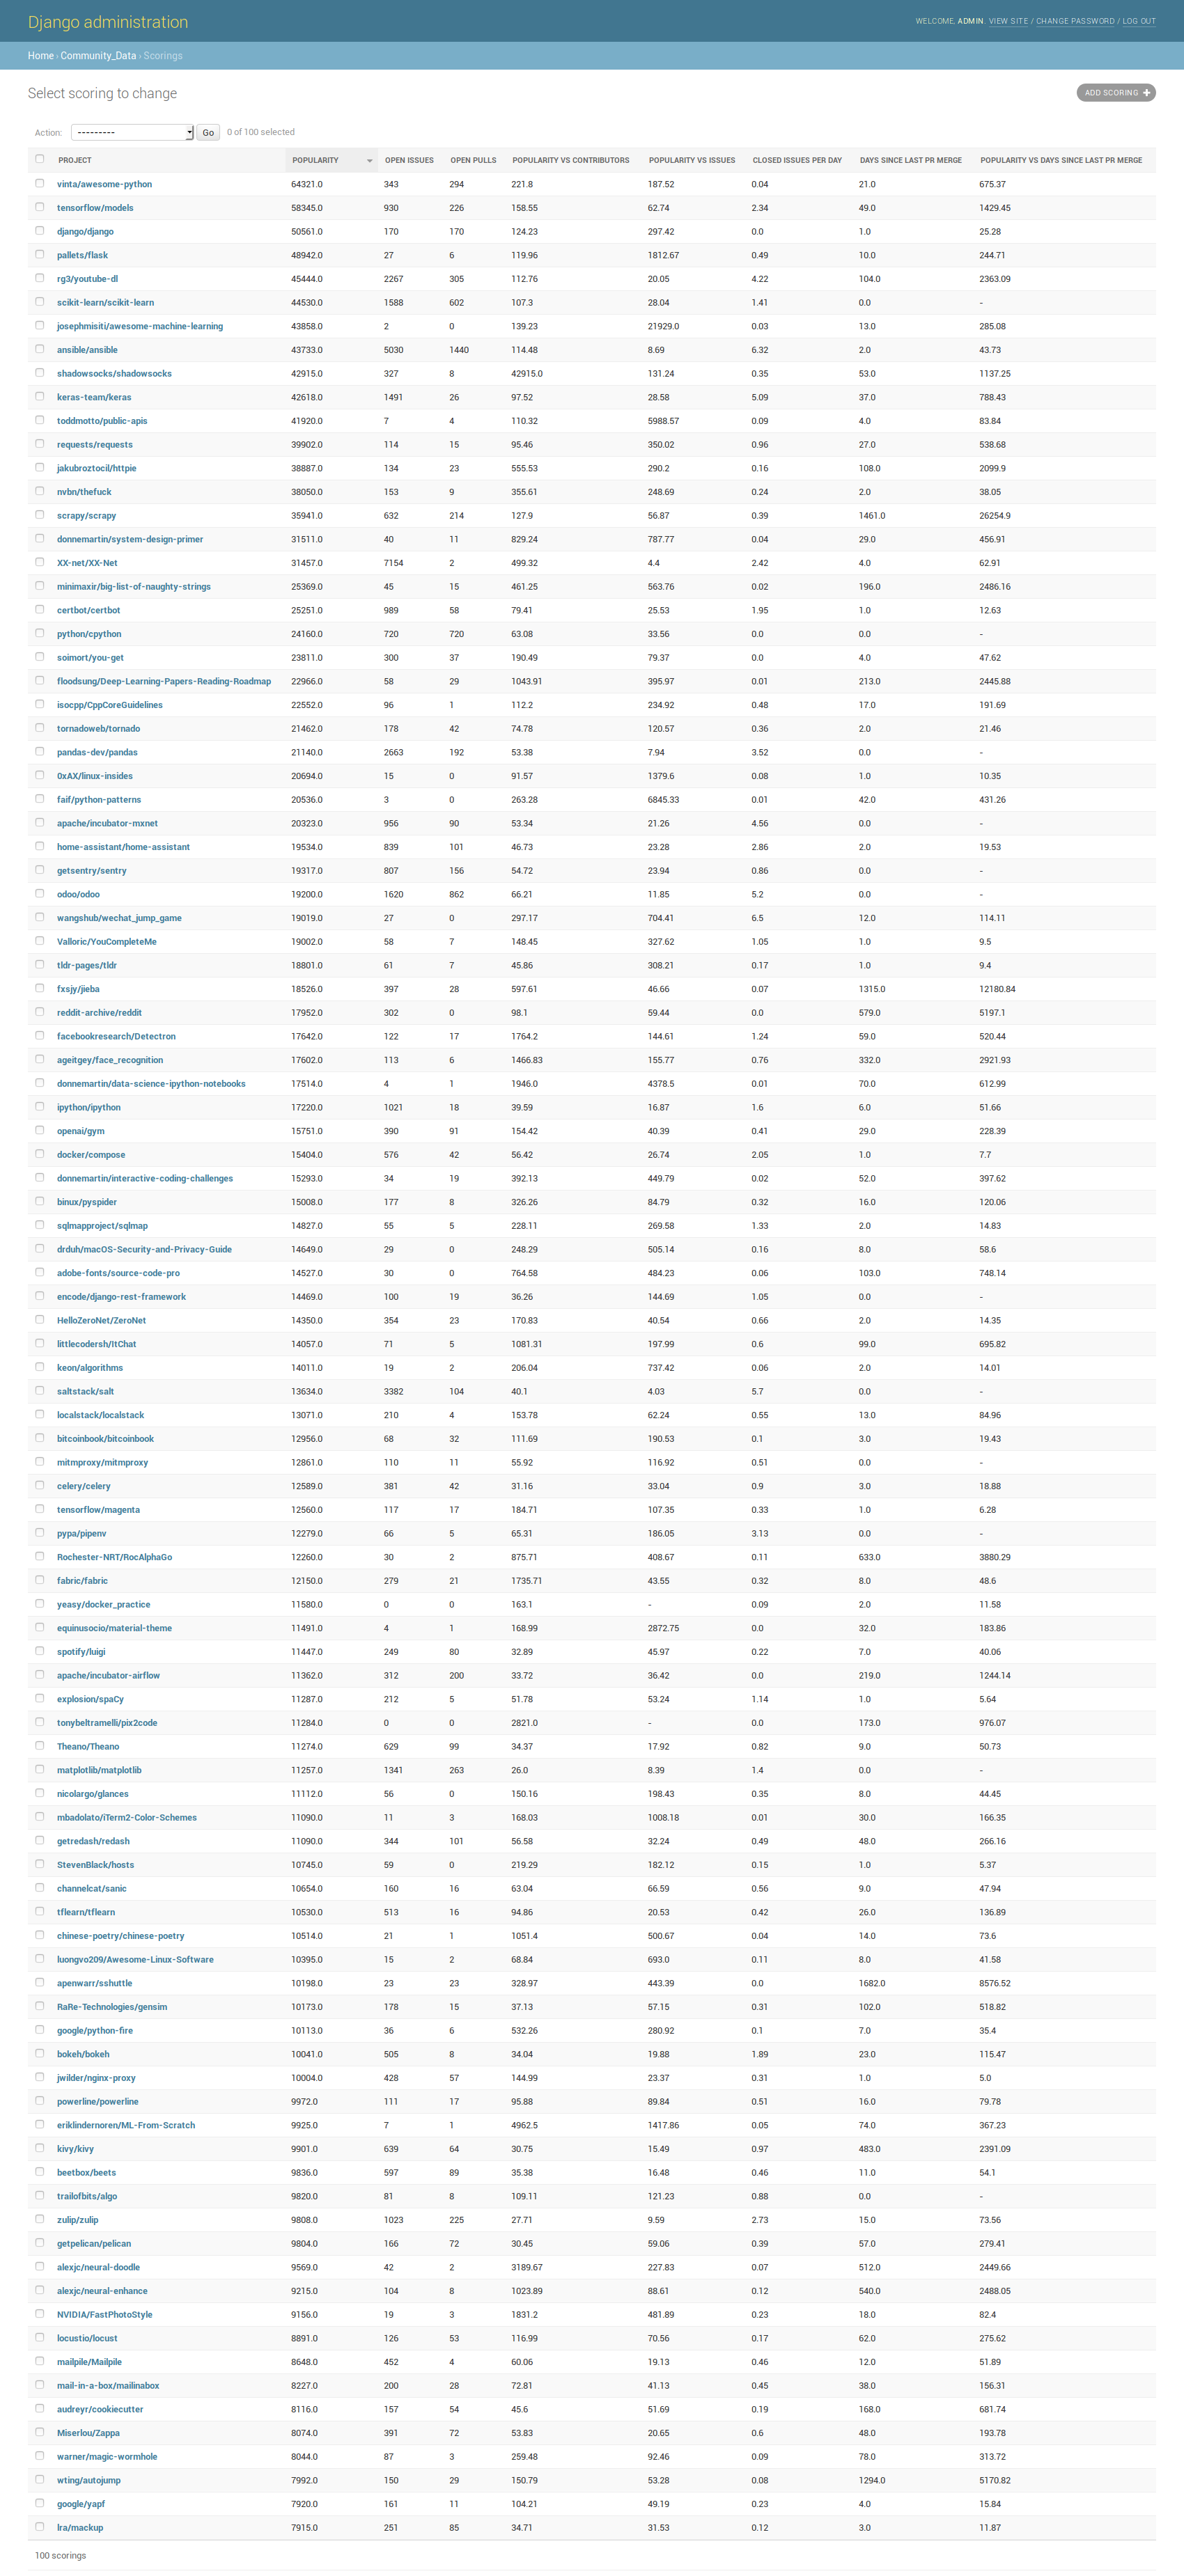 Django administration
WELCOME, ADMIN. VIEW SITE / CHANGE PASSWORD / LOG OUT
Home › Community_Data › Scorings
Select scoring to change
ADD SCORING +
Action: --------- Go 0 of 100 selected
PROJECT POPULARITY OPEN ISSUES OPEN PULLS POPULARITY VS CONTRIBUTORS POPULARITY VS ISSUES CLOSED ISSUES PER DAY DAYS SINCE LAST PR MERGE POPULARITY VS DAYS SINCE LAST PR MERGE
vinta/awesome-python 64321.0 343 294 221.8 187.52 0.04 21.0 675.37
tensorflow/models 58345.0 930 226 158.55 62.74 2.34 49.0 1429.45
django/django 50561.0 170 170 124.23 297.42 0.0 1.0 25.28
pallets/flask 48942.0 27 6 119.96 1812.67 0.49 10.0 244.71
rg3/youtube-dl 45444.0 2267 305 112.76 20.05 4.22 104.0 2363.09
scikit-learn/scikit-learn 44530.0 1588 602 107.3 28.04 1.41 0.0 -
josephmisiti/awesome-machine-learning 43858.0 2 0 139.23 21929.0 0.03 13.0 285.08
ansible/ansible 43733.0 5030 1440 114.48 8.69 6.32 2.0 43.73
shadowsocks/shadowsocks 42915.0 327 8 42915.0 131.24 0.35 53.0 1137.25
keras-team/keras 42618.0 1491 26 97.52 28.58 5.09 37.0 788.43
toddmotto/public-apis 41920.0 7 4 110.32 5988.57 0.09 4.0 83.84
requests/requests 39902.0 114 15 95.46 350.02 0.96 27.0 538.68
jakubroztocil/httpie 38887.0 134 23 555.53 290.2 0.16 108.0 2099.9
nvbn/thefuck 38050.0 153 9 355.61 248.69 0.24 2.0 38.05
scrapy/scrapy 35941.0 632 214 127.9 56.87 0.39 1461.0 26254.9
donnemartin/system-design-primer 31511.0 40 11 829.24 787.77 0.04 29.0 456.91
XX-net/XX-Net 31457.0 7154 2 499.32 4.4 2.42 4.0 62.91
minimaxir/big-list-of-naughty-strings 25369.0 45 15 461.25 563.76 0.02 196.0 2486.16
certbot/certbot 25251.0 989 58 79.41 25.53 1.95 1.0 12.63
python/cpython 24160.0 720 720 63.08 33.56 0.0 0.0 -
soimort/you-get 23811.0 300 37 190.49 79.37 0.0 4.0 47.62
floodsung/Deep-Learning-Papers-Reading-Roadmap 22966.0 58 29 1043.91 395.97 0.01 213.0 2445.88
isocpp/CppCoreGuidelines 22552.0 96 1 112.2 234.92 0.48 17.0 191.69
tornadoweb/tornado 21462.0 178 42 74.78 120.57 0.36 2.0 21.46
pandas-dev/pandas 21140.0 2663 192 53.38 7.94 3.52 0.0 -
0xAX/linux-insides 20694.0 15 0 91.57 1379.6 0.08 1.0 10.35
faif/python-patterns 20536.0 3 0 263.28 6845.33 0.01 42.0 431.26
apache/incubator-mxnet 20323.0 956 90 53.34 21.26 4.56 0.0 -
home-assistant/home-assistant 19534.0 839 101 46.73 23.28 2.86 2.0 19.53
getsentry/sentry 19317.0 807 156 54.72 23.94 0.86 0.0 -
odoo/odoo 19200.0 1620 862 66.21 11.85 5.2 0.0 -
wangshub/wechat_jump_game 19019.0 27 0 297.17 704.41 6.5 12.0 114.11
Valloric/YouCompleteMe 19002.0 58 7 148.45 327.62 1.05 1.0 9.5
tldr-pages/tldr 18801.0 61 7 45.86 308.21 0.17 1.0 9.4
fxsjy/jieba 18526.0 397 28 597.61 46.66 0.07 1315.0 12180.84
reddit-archive/reddit 17952.0 302 0 98.1 59.44 0.0 579.0 5197.1
facebookresearch/Detectron 17642.0 122 17 1764.2 144.61 1.24 59.0 520.44
ageitgey/face_recognition 17602.0 113 6 1466.83 155.77 0.76 332.0 2921.93
donnemartin/data-science-ipython-notebooks 17514.0 4 1 1946.0 4378.5 0.01 70.0 612.99
ipython/ipython 17220.0 1021 18 39.59 16.87 1.6 6.0 51.66
openai/gym 15751.0 390 91 154.42 40.39 0.41 29.0 228.39
docker/compose 15404.0 576 42 56.42 26.74 2.05 1.0 7.7
donnemartin/interactive-coding-challenges 15293.0 34 19 392.13 449.79 0.02 52.0 397.62
binux/pyspider 15008.0 177 8 326.26 84.79 0.32 16.0 120.06
sqlmapproject/sqlmap 14827.0 55 5 228.11 269.58 1.33 2.0 14.83
drduh/macOS-Security-and-Privacy-Guide 14649.0 29 0 248.29 505.14 0.16 8.0 58.6
adobe-fonts/source-code-pro 14527.0 30 0 764.58 484.23 0.06 103.0 748.14
encode/django-rest-framework 14469.0 100 19 36.26 144.69 1.05 0.0 -
HelloZeroNet/ZeroNet 14350.0 354 23 170.83 40.54 0.66 2.0 14.35
littlecodersh/ItChat 14057.0 71 5 1081.31 197.99 0.6 99.0 695.82
keon/algorithms 14011.0 19 2 206.04 737.42 0.06 2.0 14.01
saltstack/salt 13634.0 3382 104 40.1 4.03 5.7 0.0 -
localstack/localstack 13071.0 210 4 153.78 62.24 0.55 13.0 84.96
bitcoinbook/bitcoinbook 12956.0 68 32 111.69 190.53 0.1 3.0 19.43
mitmproxy/mitmproxy 12861.0 110 11 55.92 116.92 0.51 0.0 -
celery/celery 12589.0 381 42 31.16 33.04 0.9 3.0 18.88
tensorflow/magenta 12560.0 117 17 184.71 107.35 0.33 1.0 6.28
pypa/pipenv 12279.0 66 5 65.31 186.05 3.13 0.0 -
Rochester-NRT/RocAlphaGo 12260.0 30 2 875.71 408.67 0.11 633.0 3880.29
fabric/fabric 12150.0 279 21 1735.71 43.55 0.32 8.0 48.6
yeasy/docker_practice 11580.0 0 0 163.1 - 0.09 2.0 11.58
equinusocio/material-theme 11491.0 4 1 168.99 2872.75 0.0 32.0 183.86
spotify/luigi 11447.0 249 80 32.89 45.97 0.22 7.0 40.06
apache/incubator-airflow 11362.0 312 200 33.72 36.42 0.0 219.0 1244.14
explosion/spaCy 11287.0 212 5 51.78 53.24 1.14 1.0 5.64
tonybeltramelli/pix2code 11284.0 0 0 2821.0 - 0.0 173.0 976.07
Theano/Theano 11274.0 629 99 34.37 17.92 0.82 9.0 50.73
matplotlib/matplotlib 11257.0 1341 263 26.0 8.39 1.4 0.0 -
nicolargo/glances 11112.0 56 0 150.16 198.43 0.35 8.0 44.45
mbadolato/iTerm2-Color-Schemes 11090.0 11 3 168.03 1008.18 0.01 30.0 166.35
getredash/redash 11090.0 344 101 56.58 32.24 0.49 48.0 266.16
StevenBlack/hosts 10745.0 59 0 219.29 182.12 0.15 1.0 5.37
channelcat/sanic 10654.0 160 16 63.04 66.59 0.56 9.0 47.94
tflearn/tflearn 10530.0 513 16 94.86 20.53 0.42 26.0 136.89
chinese-poetry/chinese-poetry 10514.0 21 1 1051.4 500.67 0.04 14.0 73.6
luongvo209/Awesome-Linux-Software 10395.0 15 2 68.84 693.0 0.11 8.0 41.58
apenwarr/sshuttle 10198.0 23 23 328.97 443.39 0.0 1682.0 8576.52
RaRe-Technologies/gensim 10173.0 178 15 37.13 57.15 0.31 102.0 518.82
google/python-fire 10113.0 36 6 532.26 280.92 0.1 7.0 35.4
bokeh/bokeh 10041.0 505 8 34.04 19.88 1.89 23.0 115.47
jwilder/nginx-proxy 10004.0 428 57 144.99 23.37 0.31 1.0 5.0
powerline/powerline 9972.0 111 17 95.88 89.84 0.51 16.0 79.78
eriklindernoren/ML-From-Scratch 9925.0 7 1 4962.5 1417.86 0.05 74.0 367.23
kivy/kivy 9901.0 639 64 30.75 15.49 0.97 483.0 2391.09
beetbox/beets 9836.0 597 89 35.38 16.48 0.46 11.0 54.1
trailofbits/algo 9820.0 81 8 109.11 121.23 0.88 0.0 -
zulip/zulip 9808.0 1023 225 27.71 9.59 2.73 15.0 73.56
getpelican/pelican 9804.0 166 72 30.45 59.06 0.39 57.0 279.41
alexjc/neural-doodle 9569.0 42 2 3189.67 227.83 0.07 512.0 2449.66
alexjc/neural-enhance 9215.0 104 8 1023.89 88.61 0.12 540.0 2488.05
NVIDIA/FastPhotoStyle 9156.0 19 3 1831.2 481.89 0.23 18.0 82.4
locustio/locust 8891.0 126 53 116.99 70.56 0.17 62.0 275.62
mailpile/Mailpile 8648.0 452 4 60.06 19.13 0.46 12.0 51.89
mail-in-a-box/mailinabox 8227.0 200 28 72.81 41.13 0.45 38.0 156.31
audreyr/cookiecutter 8116.0 157 54 45.6 51.69 0.19 168.0 681.74
Miserlou/Zappa 8074.0 391 72 53.83 20.65 0.6 48.0 193.78
warner/magic-wormhole 8044.0 87 3 259.48 92.46 0.09 78.0 313.72
wting/autojump 7992.0 150 29 150.79 53.28 0.08 1294.0 5170.82
google/yapf 7920.0 161 11 104.21 49.19 0.23 4.0 15.84
lra/mackup 7915.0 251 85 34.71 31.53 0.12 3.0 11.87
100 scorings